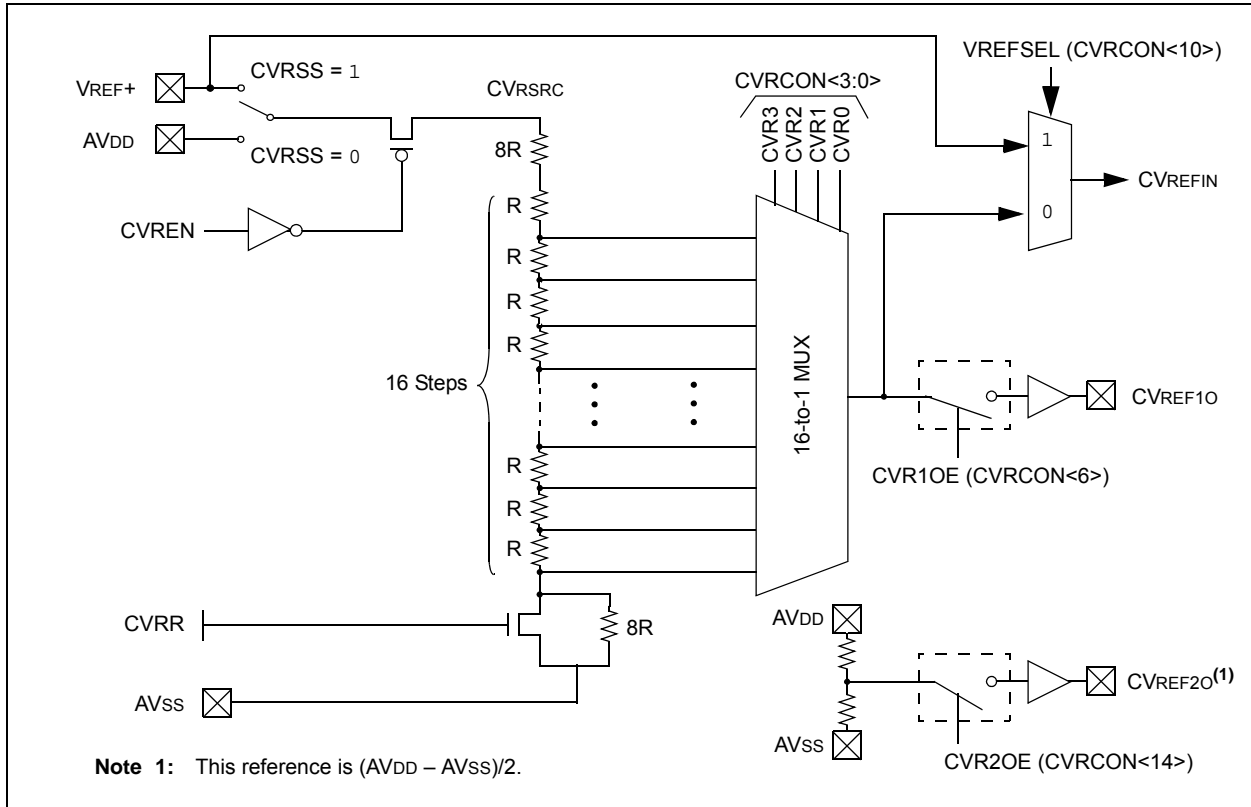 VREF+
CVRSS = 1
AVDD
CVRSS = 0
CVREN
CVRSRC
8R
R
R
R
R
16 Steps
R
R
R
CVRR
8R
AVSS
CVRCON<3:0>
CVR3
CVR2
CVR1
CVR0
16-to-1 MUX
VREFSEL (CVRCON<10>)
1
0
CVREFIN
CVREF1O
CVR1OE (CVRCON<6>)
AVDD
CVREF2O(1)
AVSS
CVR2OE (CVRCON<14>)
Note 1: This reference is (AVDD – AVSS)/2.